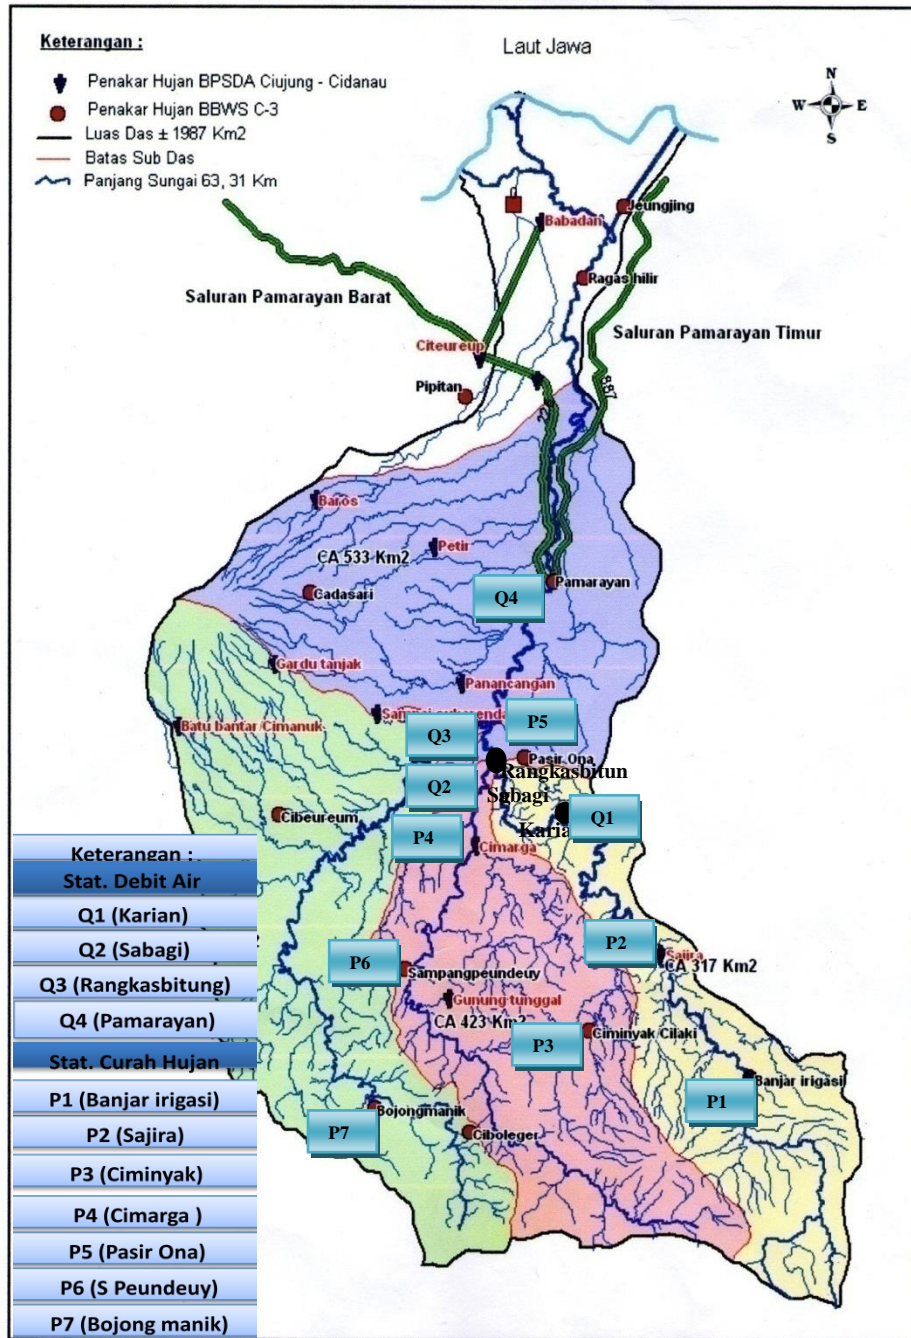 Keterangan :
Penakar Hujan BPSDA Ciujung - Cidanau
Penakar Hujan BBWS C-3
Luas Das ± 1987 Km2
Batas Sub Das
Panjang Sungai 63, 31 Km
Laut Jawa
N
W
E
S
Jeungjing
Babadan
Ragas hilir
Saluran Pamarayan Barat
Saluran Pamarayan Timur
Citeureup
Pipitan
8,87
Baros
Petir
CA 533 Km2
Cadasari
Pamarayan
Q4
Gardu tanjak
Panancangan
P5
Batu bantar/Cimanuk
Q3
Pasir Ona
Rangkasbitun
Q2
Sabagi
Cibeureum
Karia
Q1
P4
Cimarga
P2
Sajira
CA 317 Km2
P6
Sampangpeundeuy
Gunung tunggal
CA 423 Km2
P3
Ciminyak Cilaki
Banjar irigasi
P1
Bojongmanik
P7
Ciboleger
Keterangan :
Stat. Debit Air
Q1 (Karian)
Q2 (Sabagi)
Q3 (Rangkasbitung)
Q4 (Pamarayan)
Stat. Curah Hujan
P1 (Banjar irigasi)
P2 (Sajira)
P3 (Ciminyak)
P4 (Cimarga )
P5 (Pasir Ona)
P6 (S Peundeuy)
P7 (Bojong manik)